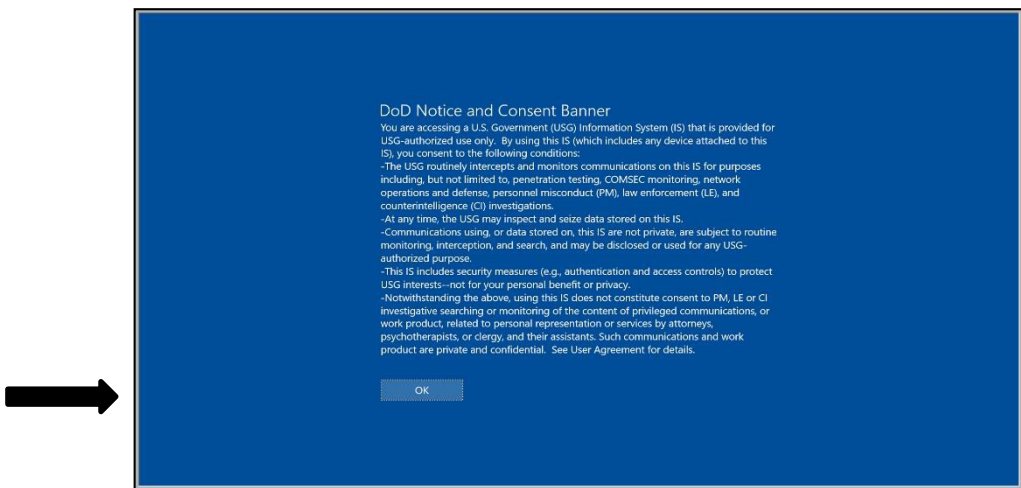 DoD Notice and Consent Banner
You are accessing a U.S. Government (USG) Information System (IS) that is provided for
USG-authorized use only.  By using this IS (which includes any device attached to this
IS), you consent to the following conditions:
-The USG routinely intercepts and monitors communications on this IS for purposes
including, but not limited to, penetration testing, COMSEC monitoring, network
operations and defense, personnel misconduct (PM), law enforcement (LE), and
counterintelligence (CI) investigations.
-At any time, the USG may inspect and seize data stored on this IS.
-Communications using, or data stored on, this IS are not private, are subject to routine
monitoring, interception, and search, and may be disclosed or used for any USG-
authorized purpose.
-This IS includes security measures (e.g., authentication and access controls) to protect
USG interests--not for your personal benefit or privacy.
-Notwithstanding the above, using this IS does not constitute consent to PM, LE or CI
investigative searching or monitoring of the content of privileged communications, or
work product, related to personal representation or services by attorneys,
psychotherapists, or clergy, and their assistants. Such communications and work
product are private and confidential.  See User Agreement for details.
OK